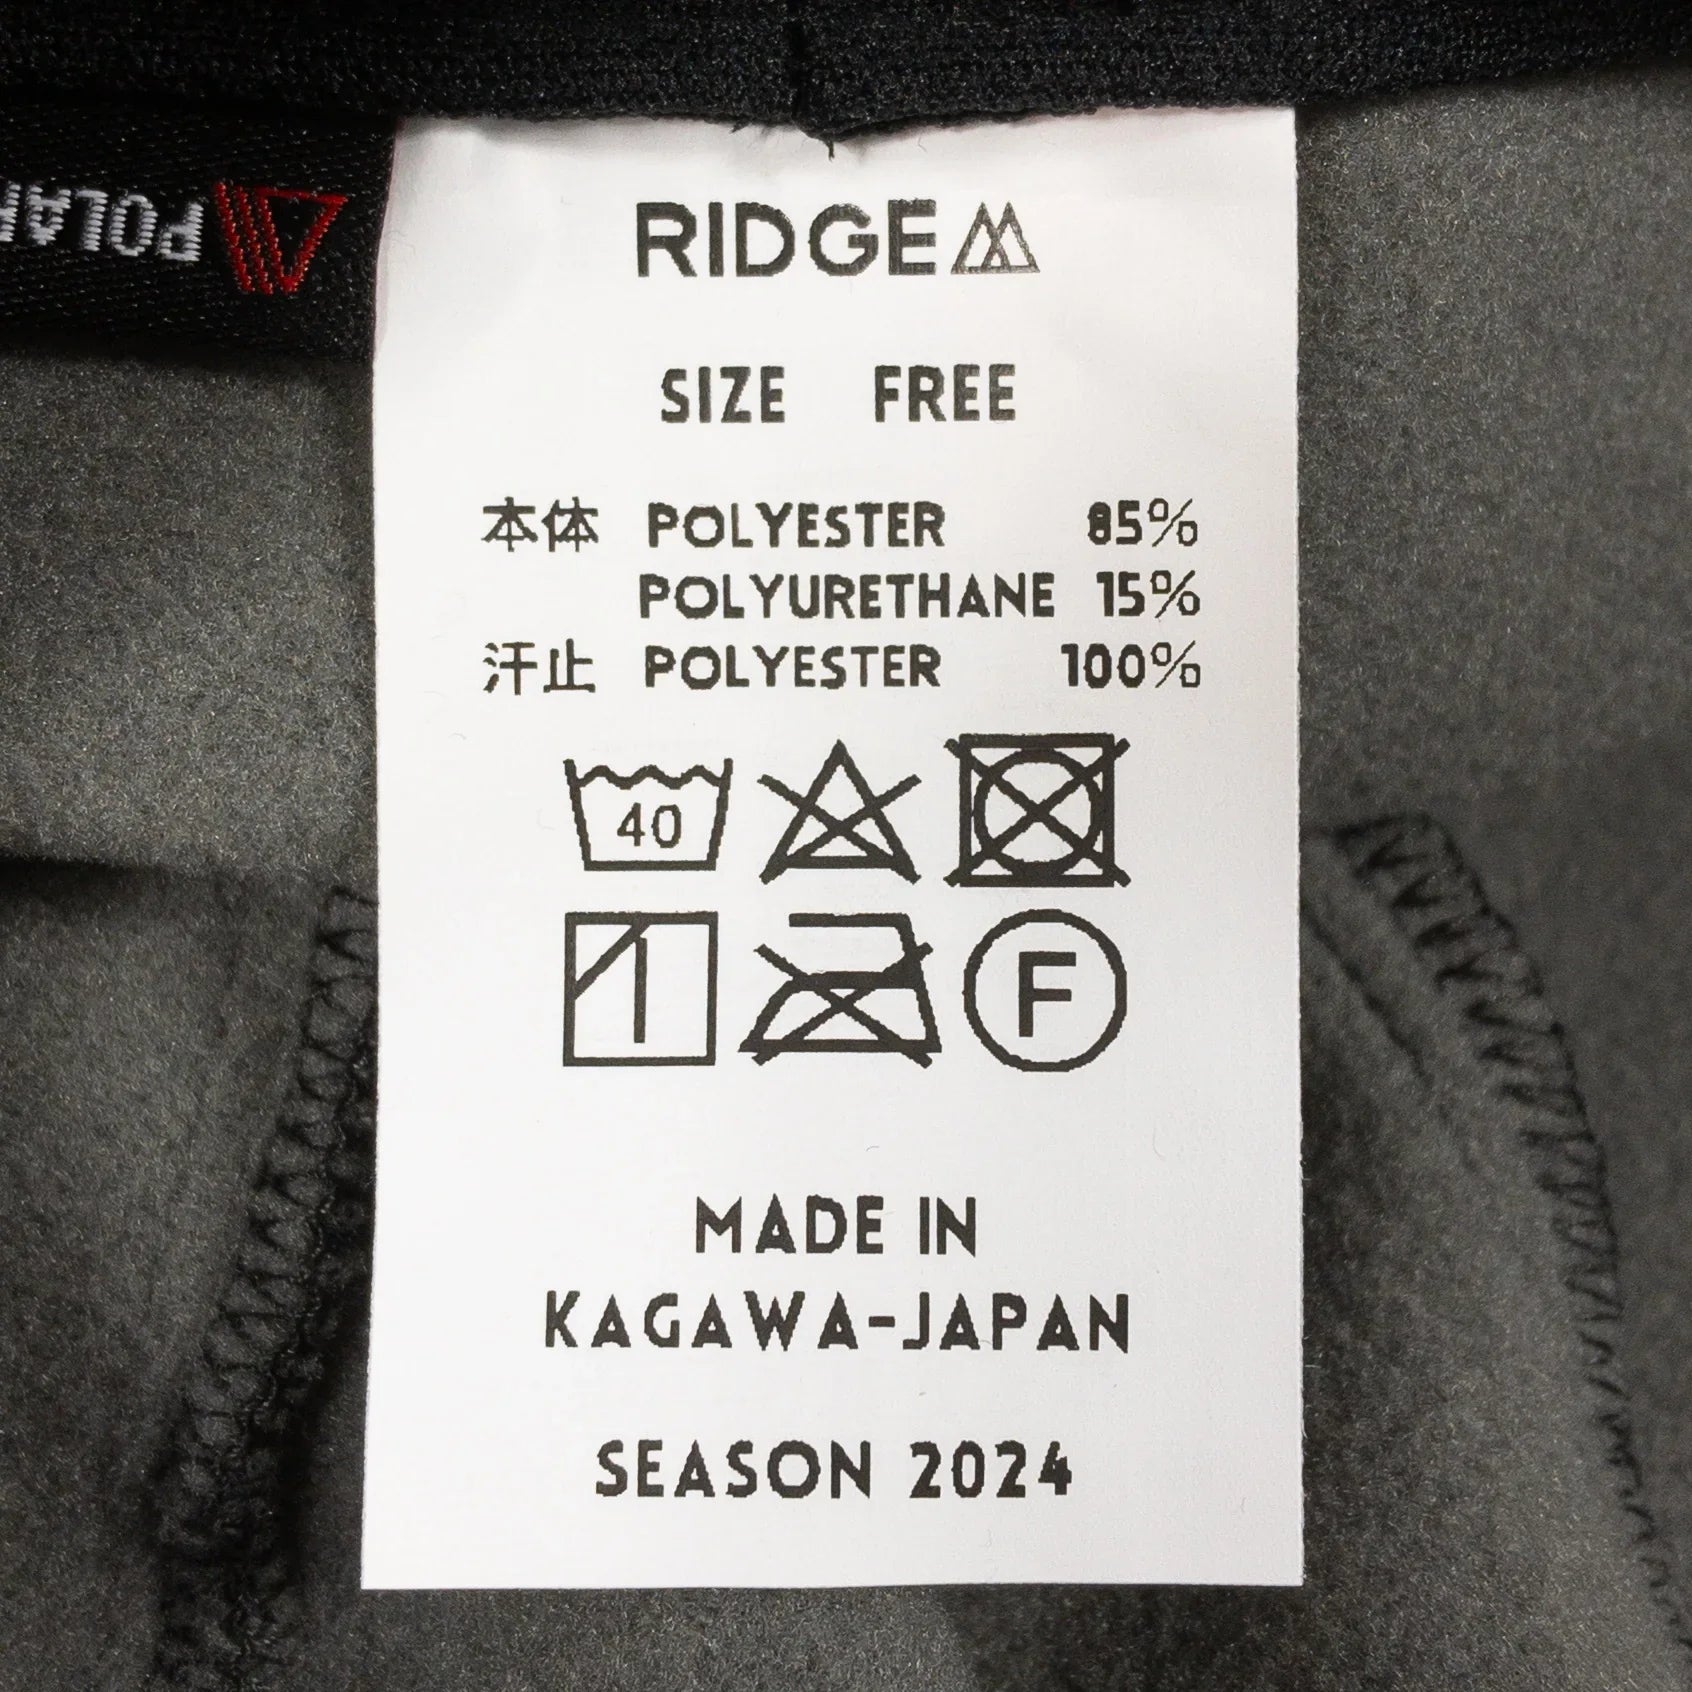 RIDGE
SIZE FREE
本体 POLYESTER 85%
POLYURETHANE 15%
汗止 POLYESTER 100%
40
1
F
MADE IN
KAGAWA-JAPAN
SEASON 2024